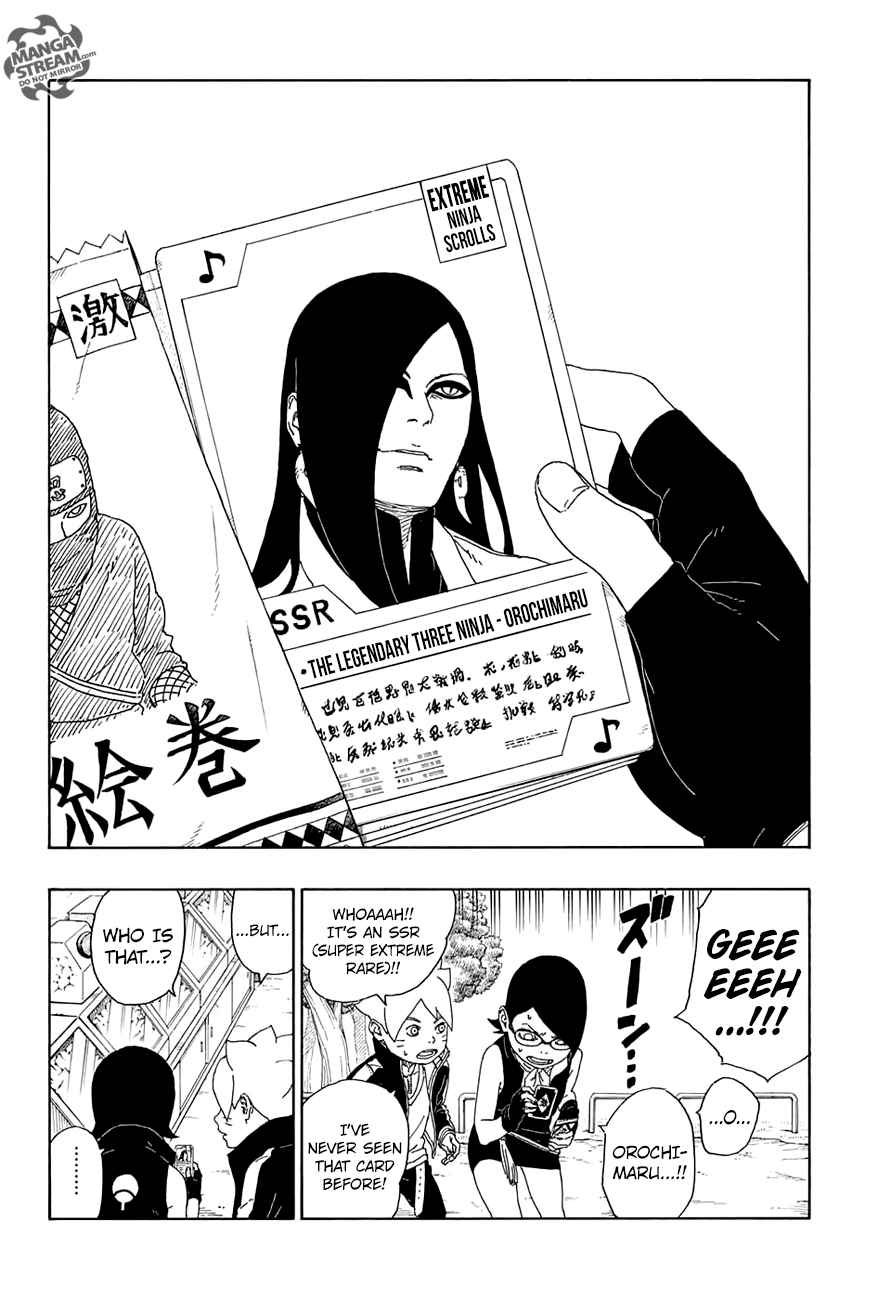 MANGA
STREAM.com
DO NOT MIRROR
EXTREME
NINJA
SCROLLS
激
絵巻
SSR
•THE LEGENDARY THREE NINJA - OROCHIMARU
GEEE
EEEEH
...!!!
...O...
OROCHI-
MARU...!!
ズーン...
WHOAAAH!!
IT'S AN SSR
(SUPER EXTREME
RARE)!!
I'VE
NEVER SEEN
THAT CARD
BEFORE!
...BUT...
WHO IS
THAT...?
.........